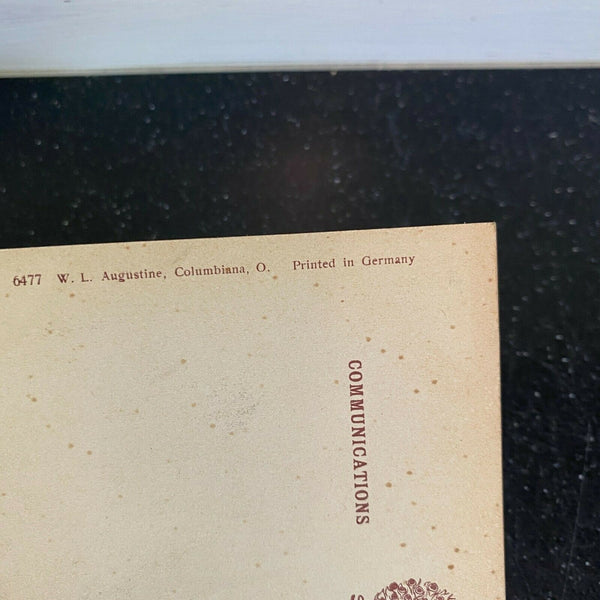 6477 W. L. Augustine, Columbiana, O. Printed in Germany
COMMUNICATIONS